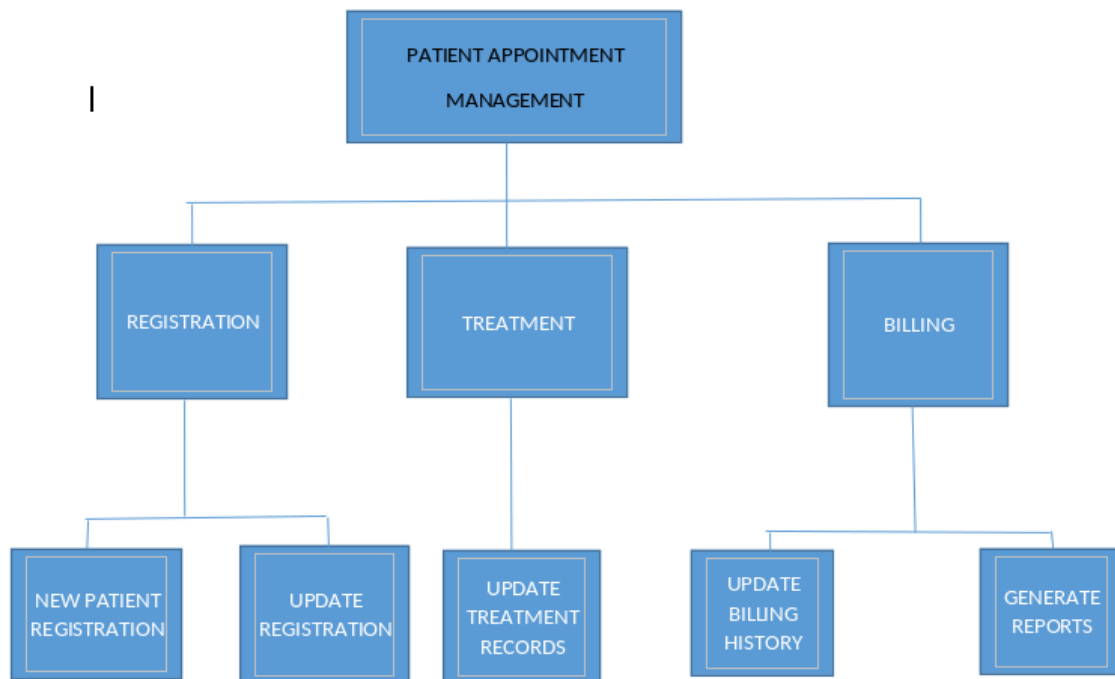 PATIENT APPOINTMENT
MANAGEMENT
REGISTRATION
TREATMENT
BILLING
NEW PATIENT
REGISTRATION
UPDATE
REGISTRATION
UPDATE
TREATMENT
RECORDS
UPDATE
BILLING
HISTORY
GENERATE
REPORTS